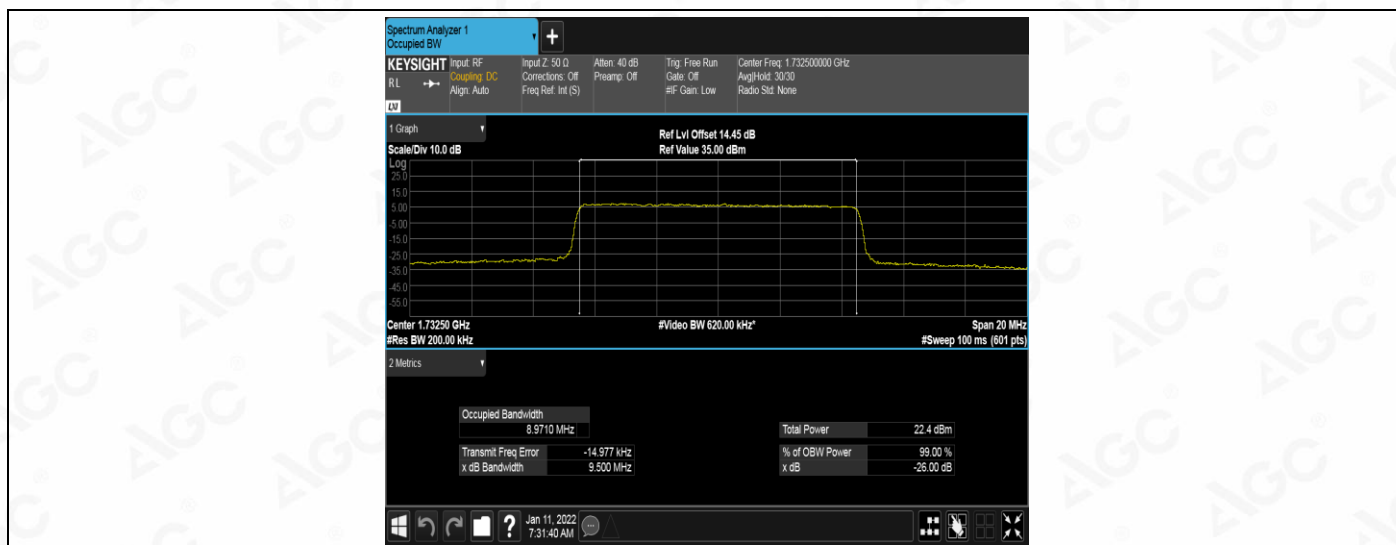 Spectrum Analyzer 1
Occupied BW
KEYSIGHT
RL
LXI
Input: RF
Coupling: DC
Align: Auto
Input Z: 50 Ω
Corrections: Off
Freq Ref: Int (S)
Atten: 40 dB
Preamp: Off
Trig: Free Run
Gate: Off
#IF Gain: Low
Center Freq: 1.732500000 GHz
Avg|Hold: 30/30
Radio Std: None
1 Graph
Scale/Div 10.0 dB
Ref Lvl Offset 14.45 dB
Ref Value 35.00 dBm
Log
25.0
15.0
5.00
-5.00
-15.0
-25.0
-35.0
-45.0
-55.0
Center 1.73250 GHz
#Video BW 620.00 kHz*
Span 20 MHz
#Res BW 200.00 kHz
#Sweep 100 ms (601 pts)
2 Metrics
Occupied Bandwidth
8.9710 MHz
Total Power 22.4 dBm
Transmit Freq Error -14.977 kHz
% of OBW Power 99.00 %
x dB Bandwidth 9.500 MHz
x dB -26.00 dB
?
Jan 11, 2022
7:31:40 AM
AGC